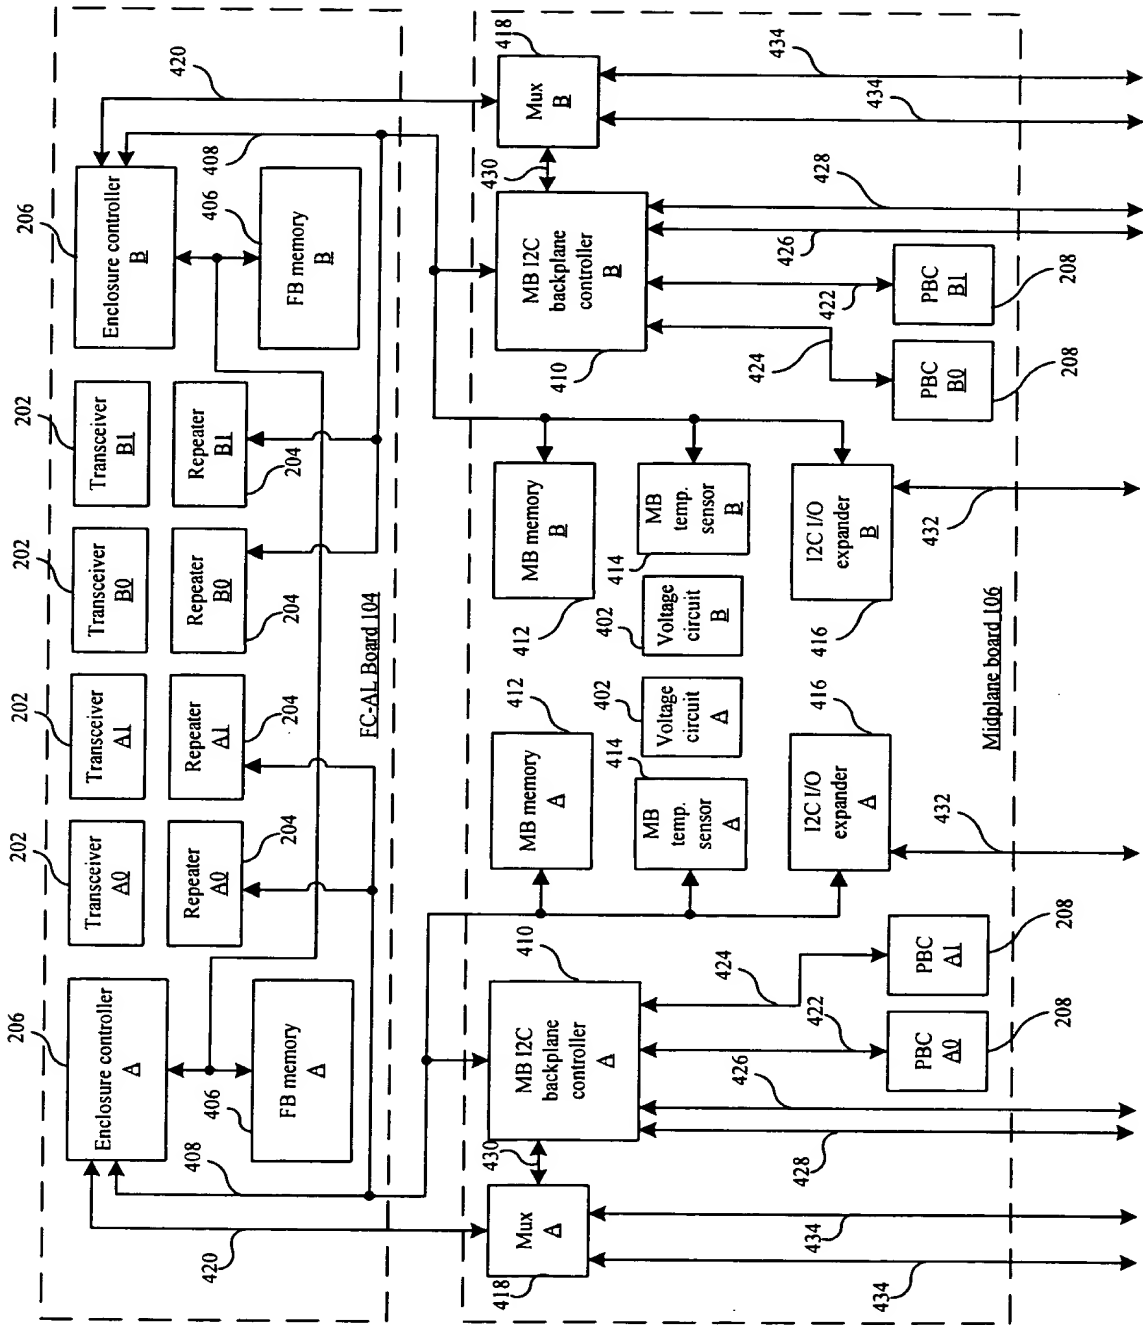 420
206
Enclosure controller
B
408
406
FB memory
B
202
Transceiver
B1
Repeater
B1
204
202
Transceiver
B0
Repeater
B0
204
202
Transceiver
A1
Repeater
A1
204
202
Transceiver
A0
Repeater
A0
204
206
Enclosure controller
A
406
FB memory
A
408
420
FC-AL Board 104
418
Mux
B
430
434
434
MB I2C
backplane
controller
B
410
428
426
422
424
PBC
B1
208
PBC
B0
208
MB memory
B
412
MB
temp.
sensor
B
414
I2C I/O
expander
B
416
432
Voltage
circuit
B
402
Voltage
circuit
A
402
MB memory
A
412
MB
temp.
sensor
A
414
I2C I/O
expander
A
416
432
Midplane board 106
MB I2C
backplane
controller
A
410
424
422
426
428
PBC
A1
208
PBC
A0
208
430
Mux
A
418
434
434